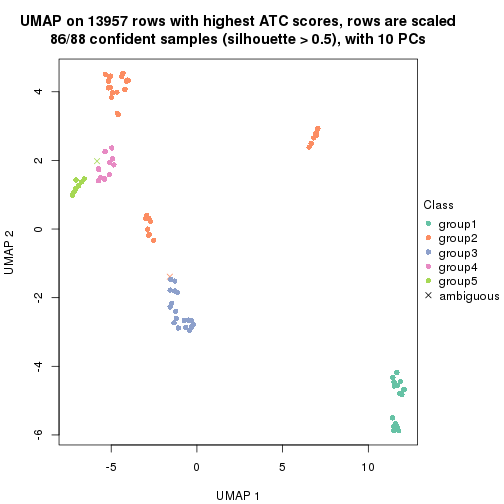 UMAP on 13957 rows with highest ATC scores, rows are scaled
86/88 confident samples (silhouette > 0.5), with 10 PCs
4
2
0
-2
-4
-6
UMAP 2
-5
0
5
10
UMAP 1
Class
group1
group2
group3
group4
group5
ambiguous